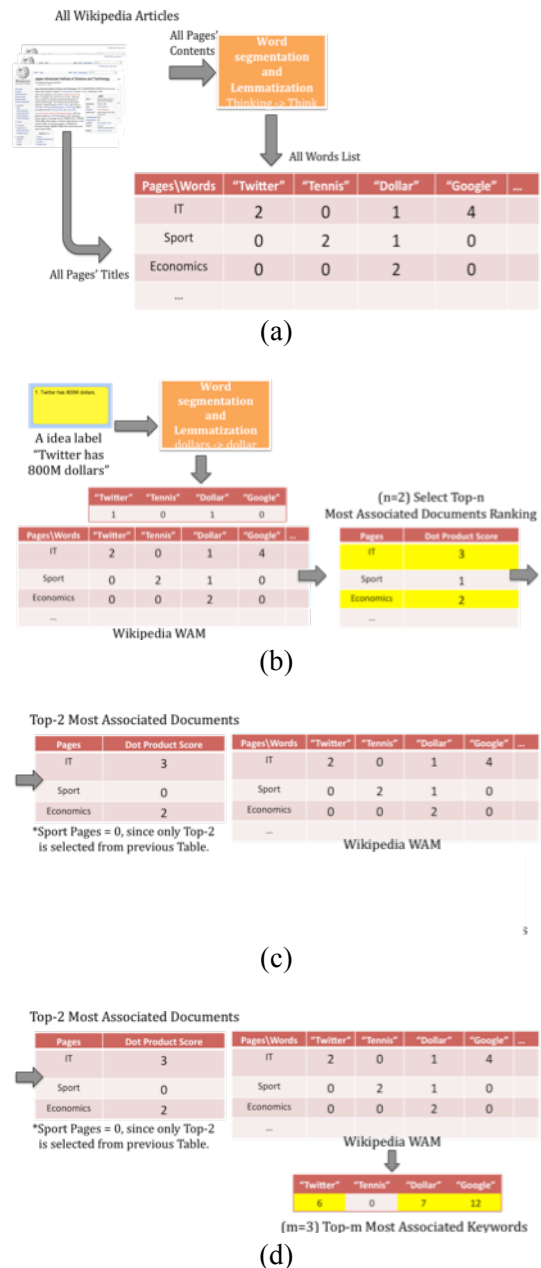 All Wikipedia Articles
All Pages'
Contents
Word
segmentation
and
Lemmatization
Thinking -> Think
All Words List
All Pages' Titles
Pages\Words "Twitter" "Tennis" "Dollar" "Google" ...
IT 2 0 1 4
Sport 0 2 1 0
Economics 0 0 2 0
...
(a)
1. Twitter has 800M dollars.
A idea label
"Twitter has
800M dollars"
Word
segmentation
and
Lemmatization
dollars -> dollar
"Twitter" "Tennis" "Dollar" "Google"
1 0 1 0
Pages\Words "Twitter" "Tennis" "Dollar" "Google" ...
IT 2 0 1 4
Sport 0 2 1 0
Economics 0 0 2 0
...
Wikipedia WAM
(n=2) Select Top-n
Most Associated Documents Ranking
Pages Dot Product Score
IT 3
Sport 1
Economics 2
...
(b)
Top-2 Most Associated Documents
Pages Dot Product Score
IT 3
Sport 0
Economics 2
*Sport Pages = 0, since only Top-2
is selected from previous Table.
Pages\Words "Twitter" "Tennis" "Dollar" "Google" ...
IT 2 0 1 4
Sport 0 2 1 0
Economics 0 0 2 0
...
Wikipedia WAM
(c)
Top-2 Most Associated Documents
Pages Dot Product Score
IT 3
Sport 0
Economics 2
*Sport Pages = 0, since only Top-2
is selected from previous Table.
Pages\Words "Twitter" "Tennis" "Dollar" "Google" ...
IT 2 0 1 4
Sport 0 2 1 0
Economics 0 0 2 0
...
Wikipedia WAM
"Twitter" "Tennis" "Dollar" "Google"
6 0 7 12
(m=3) Top-m Most Associated Keywords
(d)